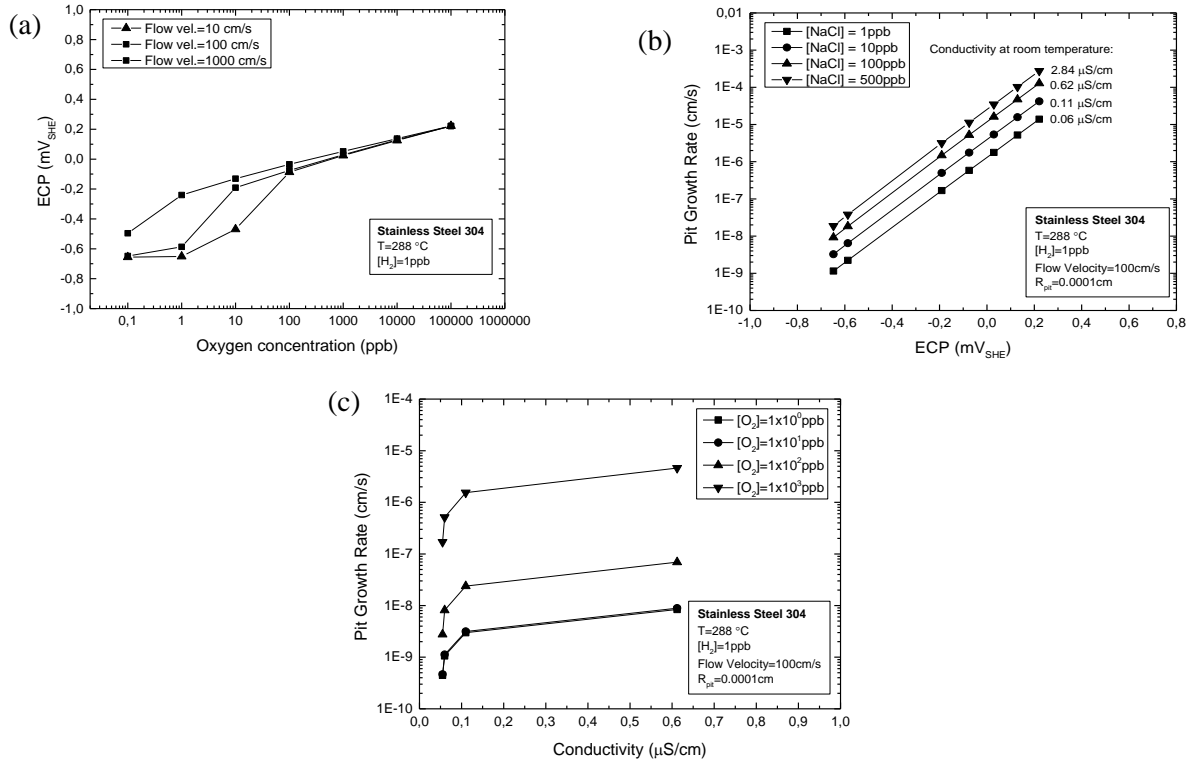 (a)
Flow vel.=10 cm/s
Flow vel.=100 cm/s
Flow vel.=1000 cm/s
1,0
0,8
0,6
0,4
0,2
0,0
-0,2
-0,4
-0,6
-0,8
-1,0
ECP (mV_SHE)
Stainless Steel 304
T=288 °C
[H₂]=1ppb
0,1 1 10 100 1000 10000 100000 1000000
Oxygen concentration (ppb)
(b)
0,01
1E-3
1E-4
1E-5
1E-6
1E-7
1E-8
1E-9
1E-10
Pit Growth Rate (cm/s)
[NaCl] = 1ppb
[NaCl] = 10ppb
[NaCl] = 100ppb
[NaCl] = 500ppb
Conductivity at room temperature:
2.84 μS/cm
0.62 μS/cm
0.11 μS/cm
0.06 μS/cm
Stainless Steel 304
T=288 °C
[H₂]=1ppb
Flow Velocity=100cm/s
R_pit=0.0001cm
-1,0 -0,8 -0,6 -0,4 -0,2 0,0 0,2 0,4 0,6 0,8
ECP (mV_SHE)
(c)
1E-4
1E-5
1E-6
1E-7
1E-8
1E-9
1E-10
Pit Growth Rate (cm/s)
[O₂]=1x10⁰ppb
[O₂]=1x10¹ppb
[O₂]=1x10²ppb
[O₂]=1x10³ppb
Stainless Steel 304
T=288 °C
[H₂]=1ppb
Flow Velocity=100cm/s
R_pit=0.0001cm
0,0 0,1 0,2 0,3 0,4 0,5 0,6 0,7 0,8 0,9 1,0
Conductivity (μS/cm)